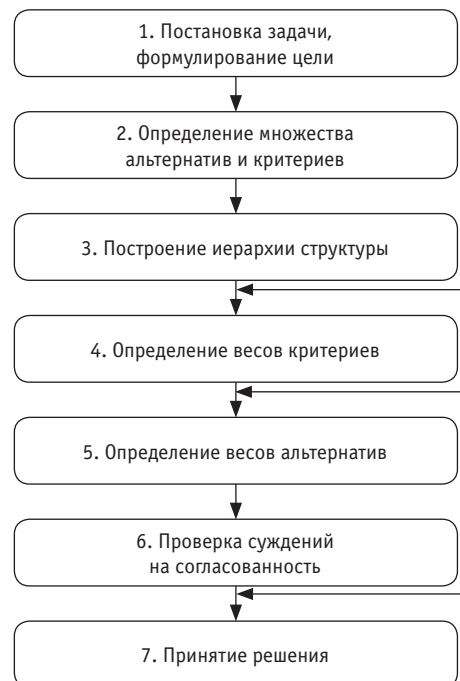 1. Постановка задачи,
формулирование цели
2. Определение множества
альтернатив и критериев
3. Построение иерархии структуры
4. Определение весов критериев
5. Определение весов альтернатив
6. Проверка суждений
на согласованность
7. Принятие решения